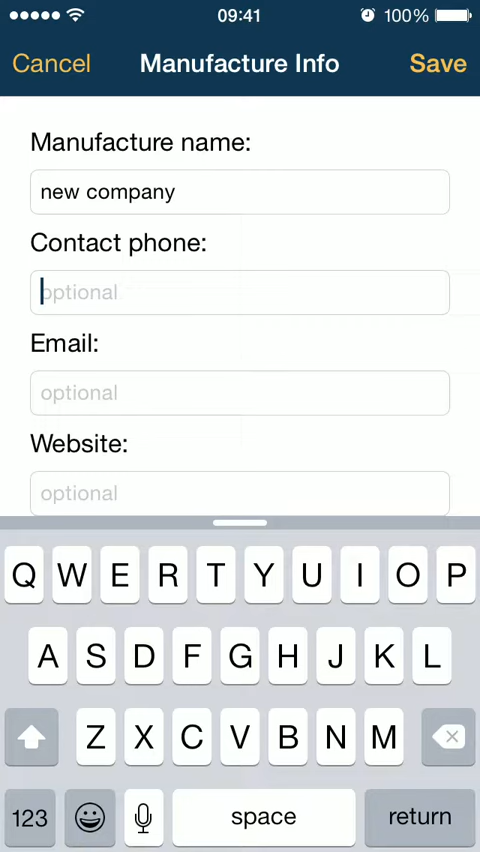 09:41 100%
Cancel Manufacture Info Save
Manufacture name:
new company
Contact phone:
optional
Email:
optional
Website:
optional
Q W E R T Y U I O P
A S D F G H J K L
Z X C V B N M
123 space return